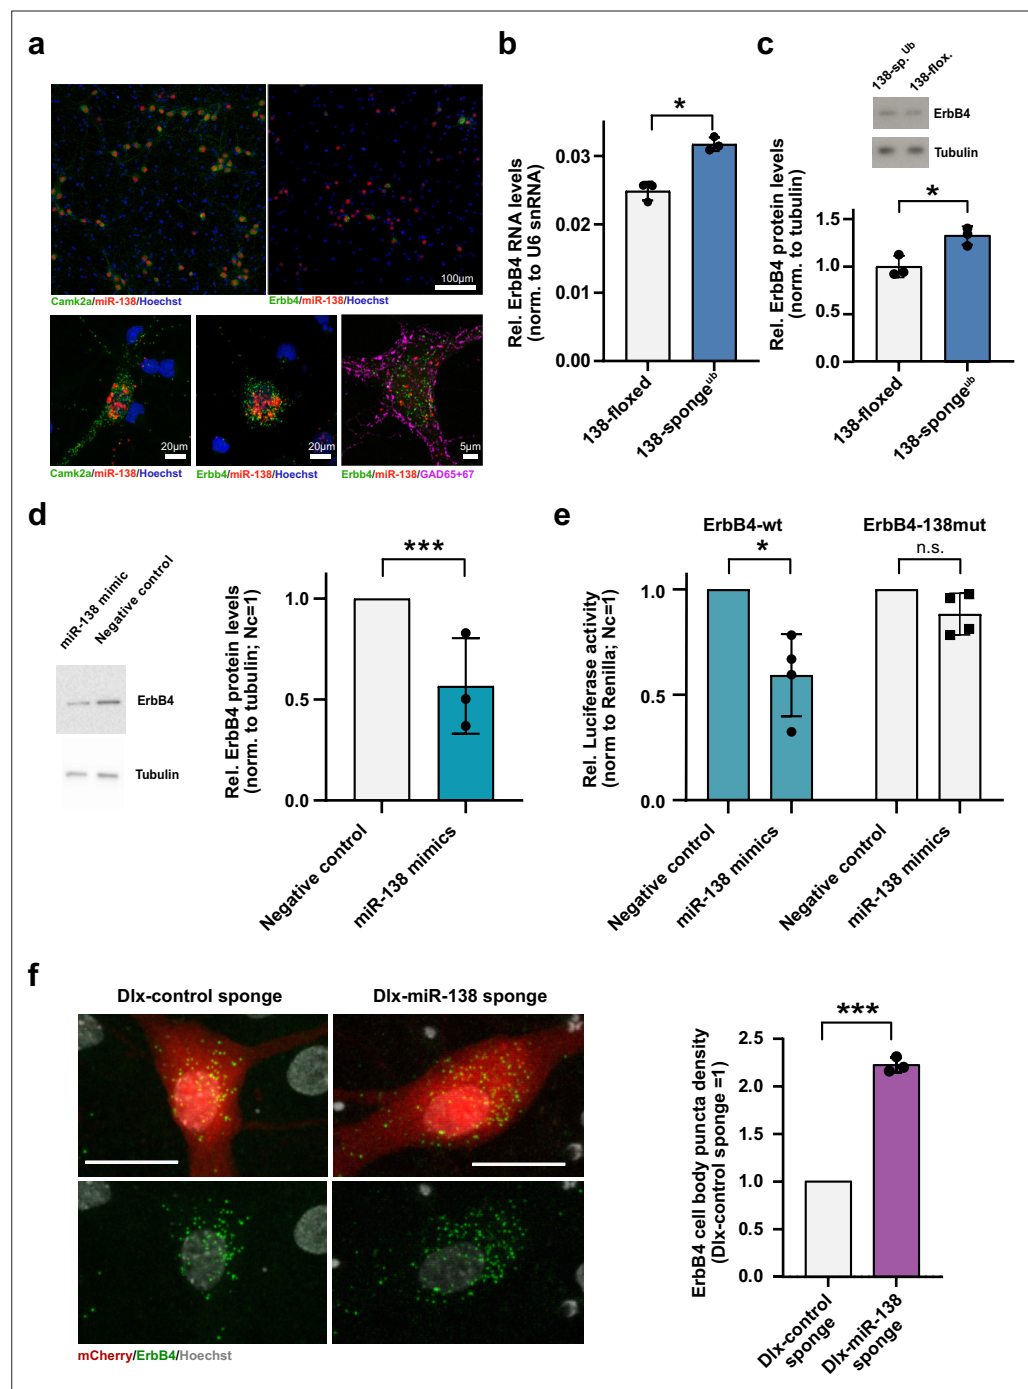 a
100µm
Camk2a/miR-138/Hoechst
Erbb4/miR-138/Hoechst
20µm
20µm
5µm
Camk2a/miR-138/Hoechst
Erbb4/miR-138/Hoechst
Erbb4/miR-138/GAD65+67
b
Rel. ErbB4 RNA levels
(norm. to U6 snRNA)
*
0.03
0.02
0.01
0.00
138-floxed
138-sponge^Ub
c
138-sp.^Ub
138-flox.
ErbB4
Tubulin
Rel. ErbB4 protein levels
(norm. to tubulin)
*
1.5
1.0
0.5
0.0
138-floxed
138-sponge^Ub
d
miR-138 mimic
Negative control
ErbB4
Tubulin
Rel. ErbB4 protein levels
(norm. to tubulin; Nc=1)
***
1.0
0.5
0.0
Negative control
miR-138 mimics
e
ErbB4-wt
ErbB4-138mut
*
n.s.
Rel. Luciferase activity
(norm to Renilla; Nc=1)
1.0
0.5
0.0
Negative control
miR-138 mimics
Negative control
miR-138 mimics
f
Dlx-control sponge
Dlx-miR-138 sponge
mCherry/ErbB4/Hoechst
ErbB4 cell body puncta density
(Dlx-control sponge =1)
***
2.5
2.0
1.0
0.5
0.0
Dlx-control
sponge
Dlx-miR-138
sponge